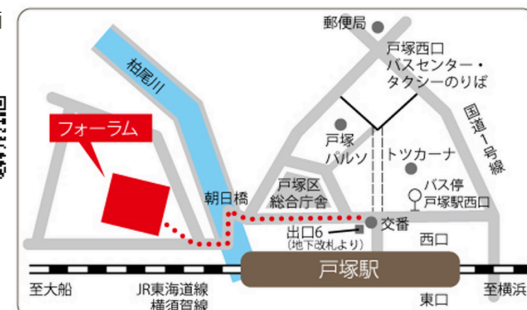 郵便局
戸塚西口
バスセンター・
タクシーのりば
柏尾川
国道1号線
フォーラム
戸塚
パルソ
トツカーナ
朝日橋
戸塚区
総合庁舎
バス停
戸塚駅西口
交番
出口6
(地下改札より)
西口
戸塚駅
至大船
JR東海道線
横須賀線
至横浜
東口